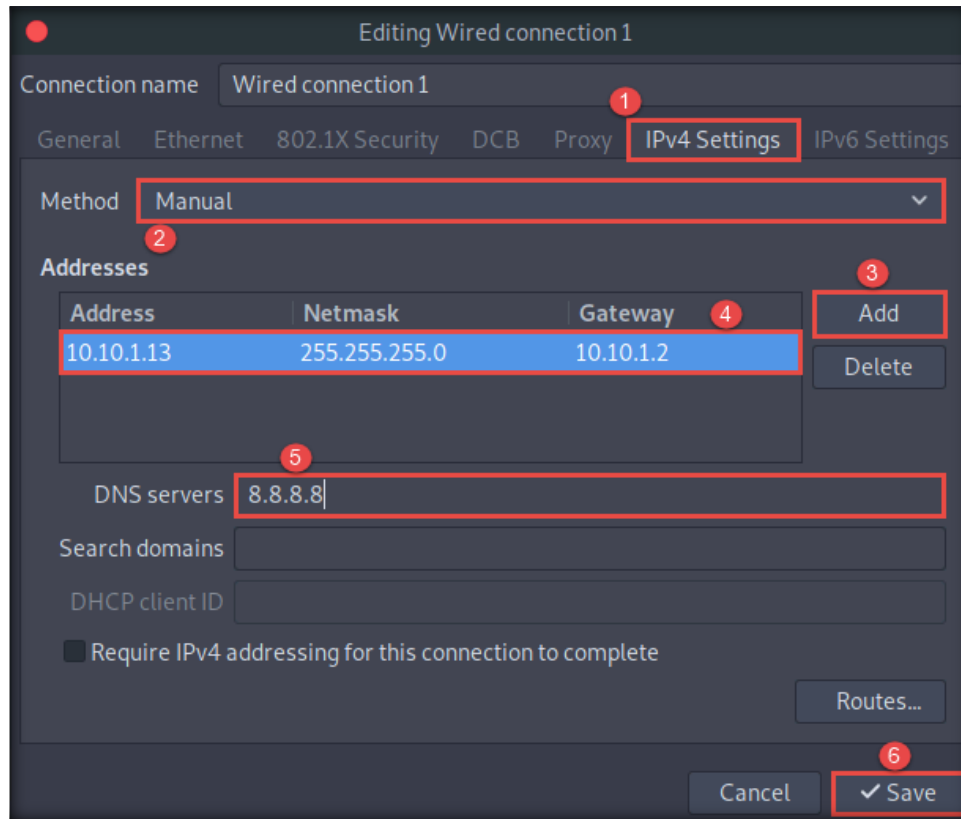 Editing Wired connection 1
Connection name Wired connection 1
1
General Ethernet 802.1X Security DCB Proxy IPv4 Settings IPv6 Settings
Method Manual
2
Addresses
3
Address Netmask Gateway 4 Add
10.10.1.13 255.255.255.0 10.10.1.2
Delete
5
DNS servers 8.8.8.8
Search domains
DHCP client ID
Require IPv4 addressing for this connection to complete
Routes...
6
Cancel Save